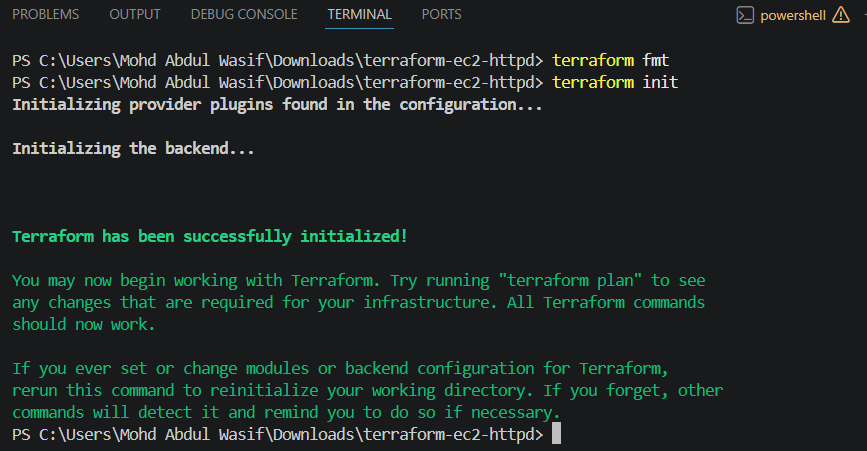 PROBLEMS OUTPUT DEBUG CONSOLE TERMINAL PORTS powershell
PS C:\Users\Mohd Abdul Wasif\Downloads\terraform-ec2-httpd> terraform fmt
PS C:\Users\Mohd Abdul Wasif\Downloads\terraform-ec2-httpd> terraform init
Initializing provider plugins found in the configuration...
Initializing the backend...
Terraform has been successfully initialized!
You may now begin working with Terraform. Try running "terraform plan" to see
any changes that are required for your infrastructure. All Terraform commands
should now work.
If you ever set or change modules or backend configuration for Terraform,
rerun this command to reinitialize your working directory. If you forget, other
commands will detect it and remind you to do so if necessary.
PS C:\Users\Mohd Abdul Wasif\Downloads\terraform-ec2-httpd>